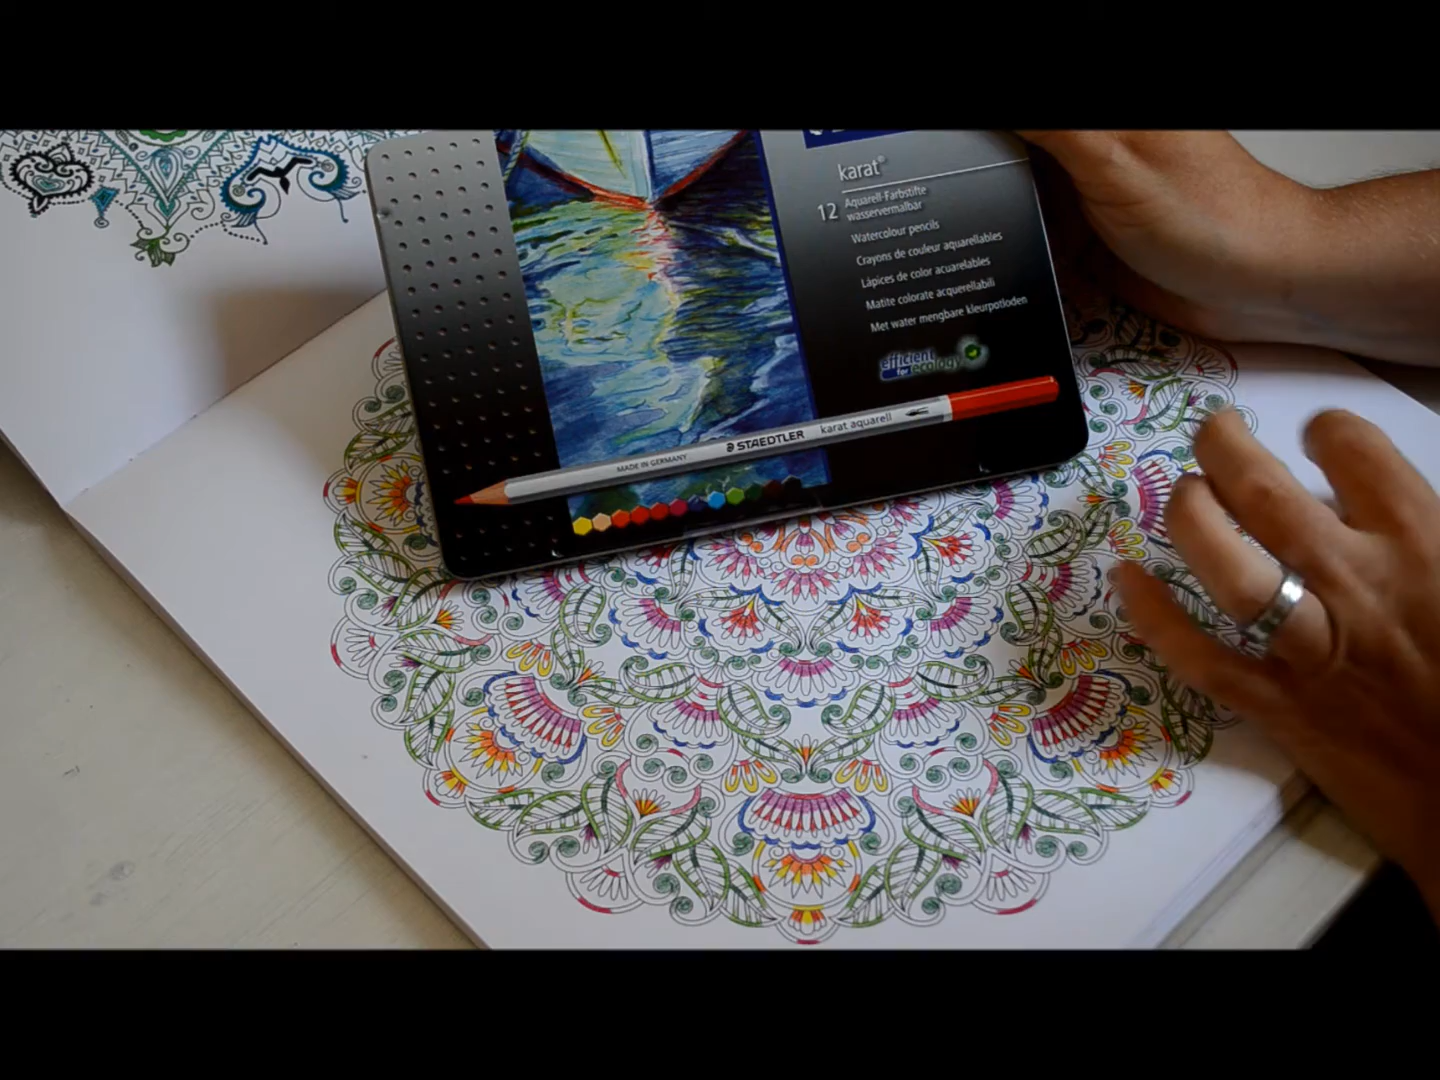 karat®
12
Aquarell-Farbstifte
wasservermalbar
Watercolour pencils
Crayons de couleur aquarellables
Lápices de color acuarelables
Matite colorate acquerellabili
Met water mengbare kleurpotloden
efficient
for ecology
MADE IN GERMANY STAEDTLER karat aquarell